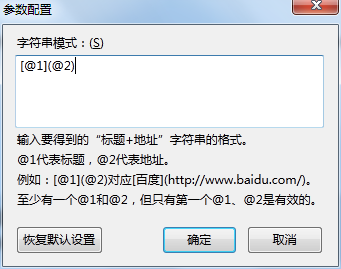 参数配置
字符串模式：(S)
[@1](@2)
输入要得到的“标题+地址”字符串的格式。
@1代表标题，@2代表地址。
例如：[@1](@2)对应[百度](http://www.baidu.com/)。
至少有一个@1和@2，但只有第一个@1、@2是有效的。
恢复默认设置 确定 取消